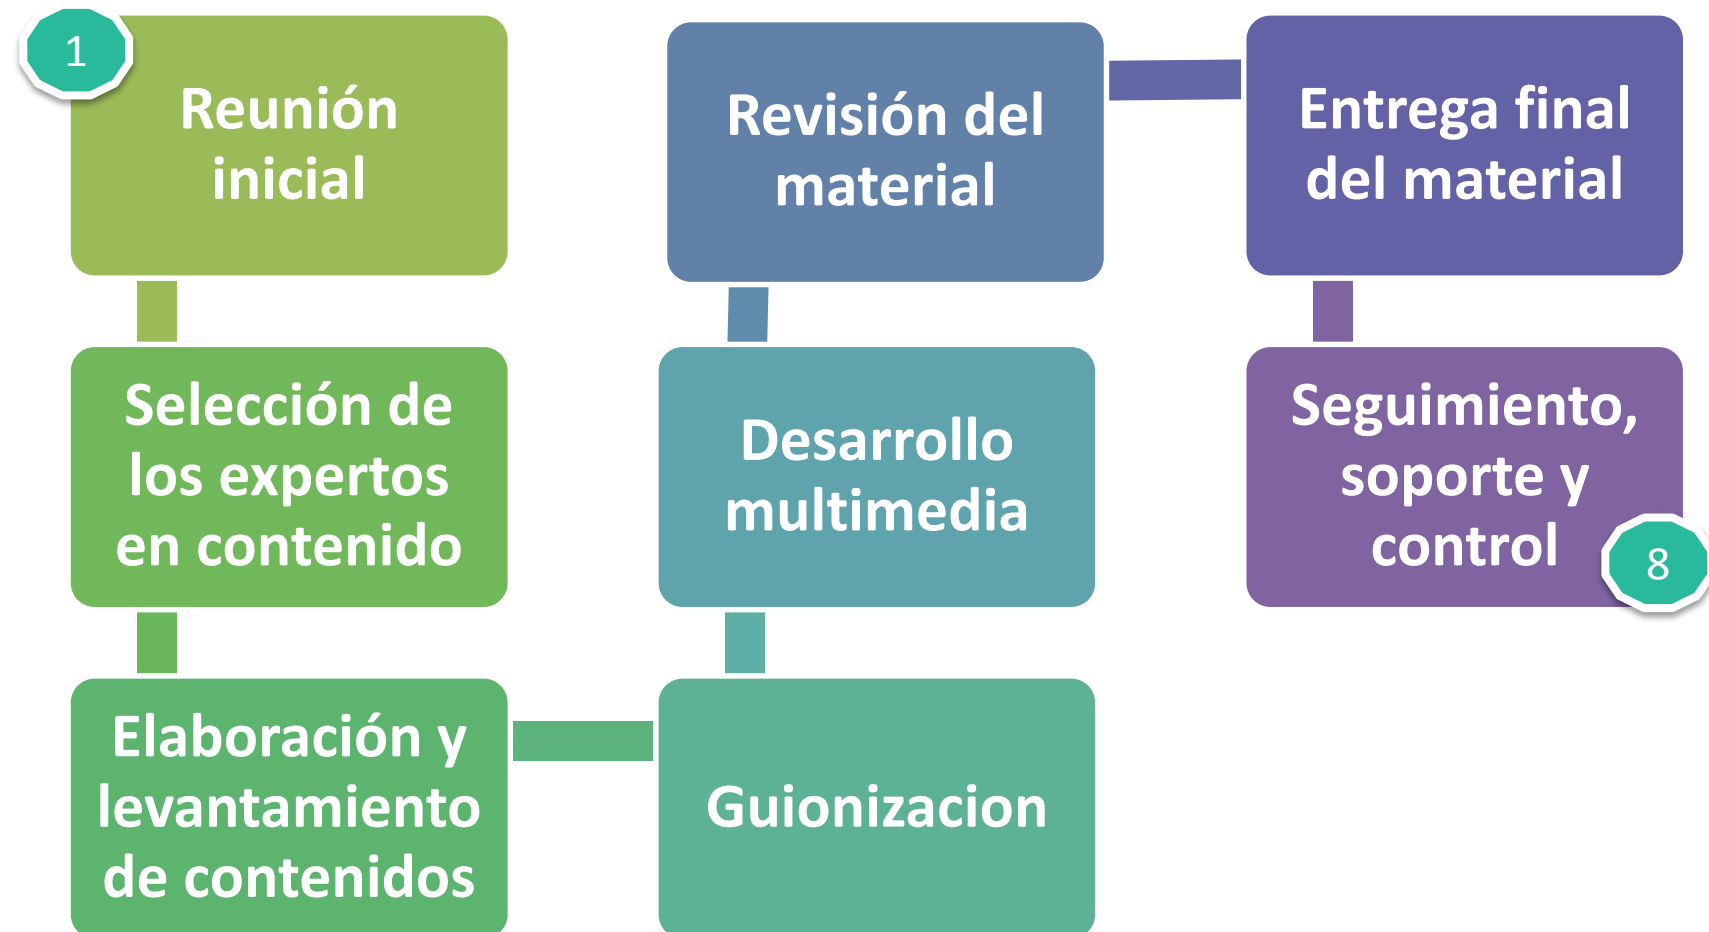 1
Reunión
inicial
Selección de
los expertos
en contenido
Elaboración y
levantamiento
de contenidos
Guionizacion
Desarrollo
multimedia
Revisión del
material
Entrega final
del material
Seguimiento,
soporte y
control
8